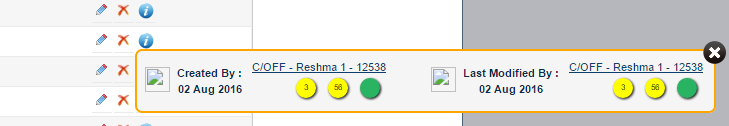 Created By :
02 Aug 2016
C/OFF - Reshma 1 - 12538
3
56
Last Modified By :
02 Aug 2016
C/OFF - Reshma 1 - 12538
3
56